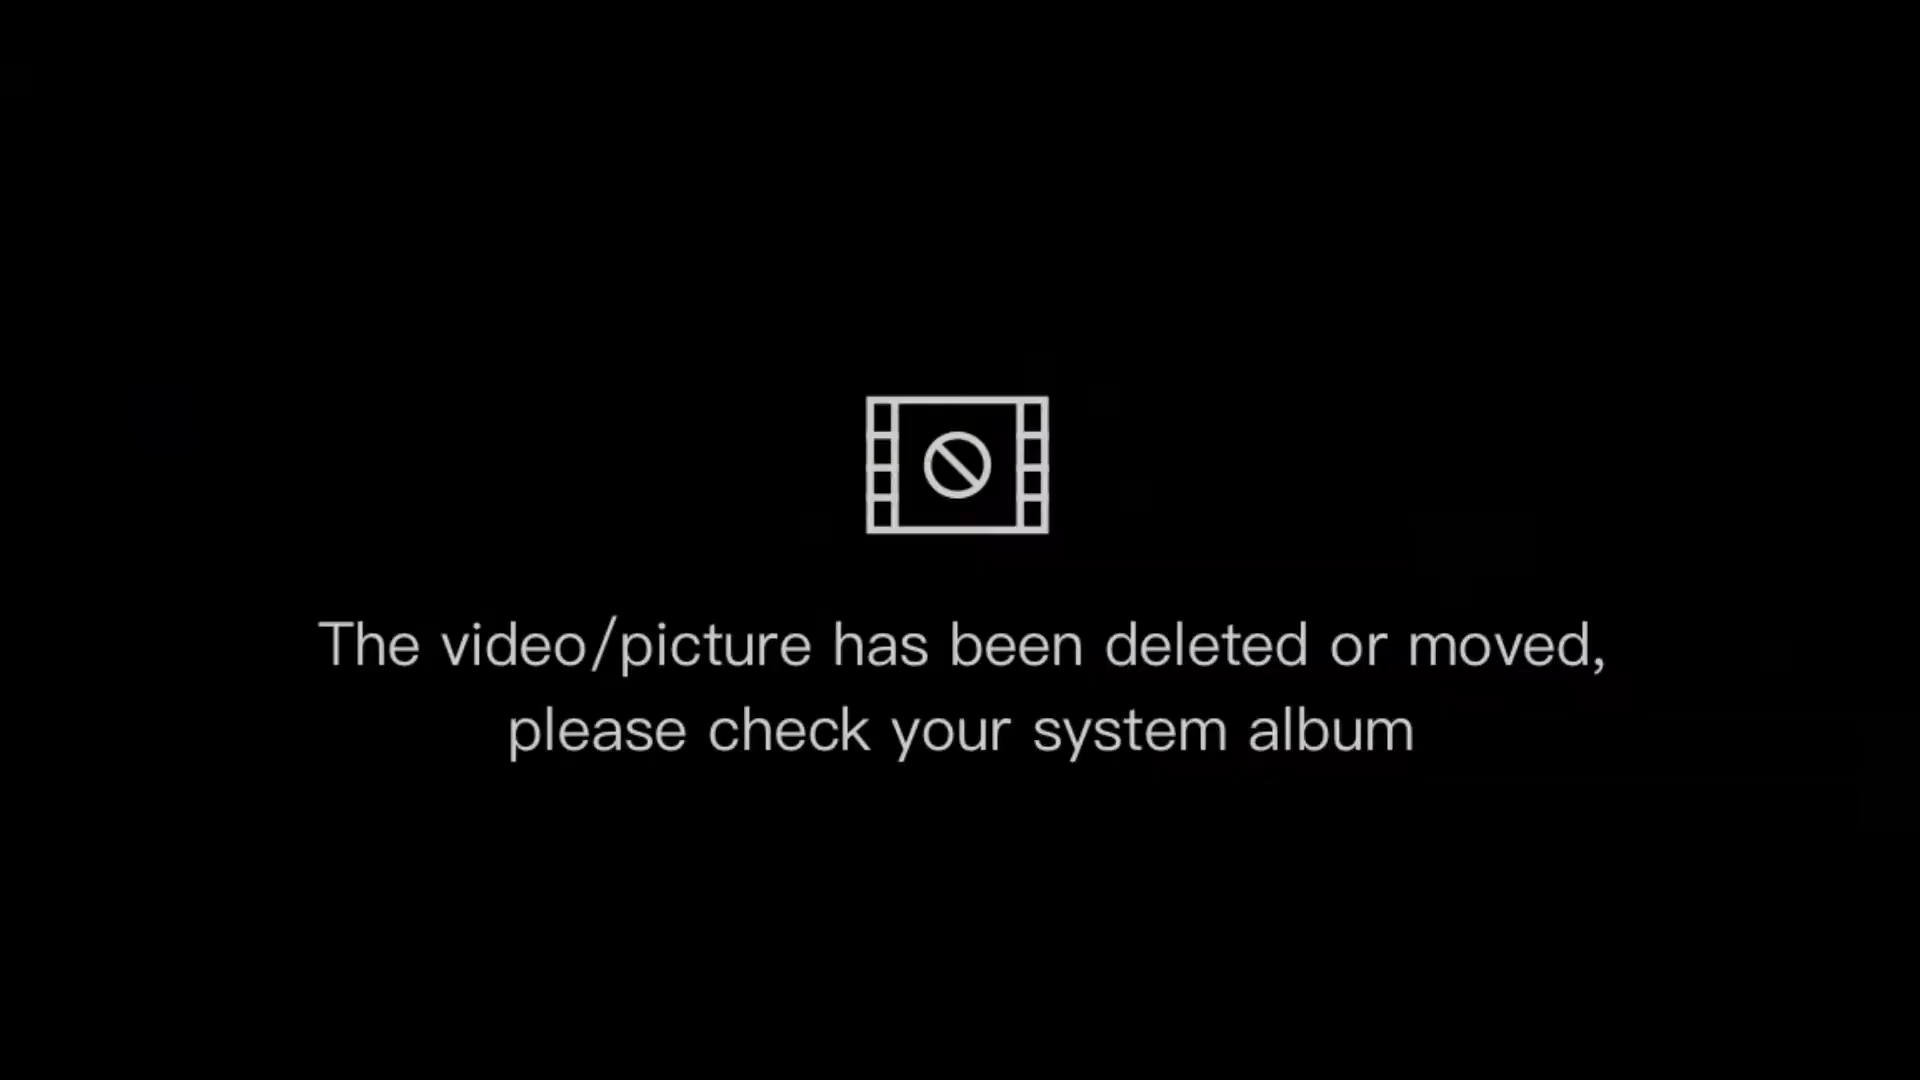 The video/picture has been deleted or moved,
please check your system album